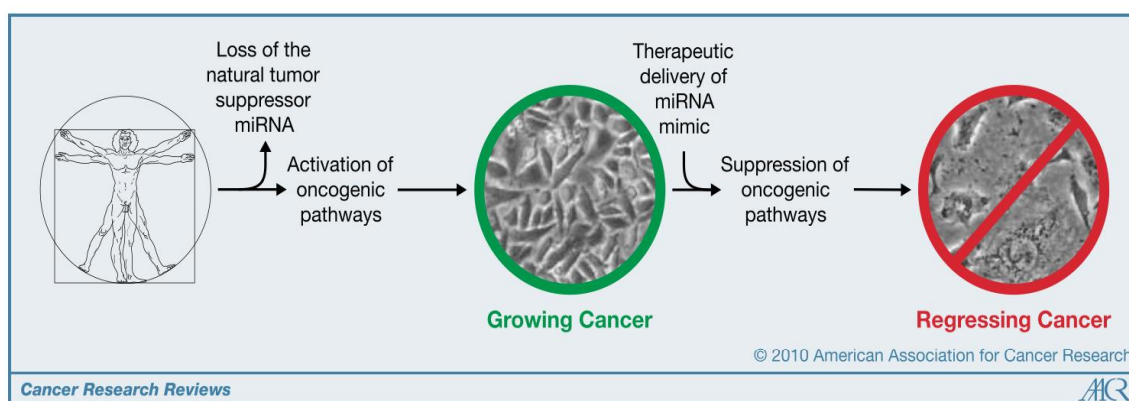 Loss of the
natural tumor
suppressor
miRNA
Activation of
oncogenic
pathways
Growing Cancer
Therapeutic
delivery of
miRNA
mimic
Suppression of
oncogenic
pathways
Regressing Cancer
© 2010 American Association for Cancer Research
Cancer Research Reviews
AACR